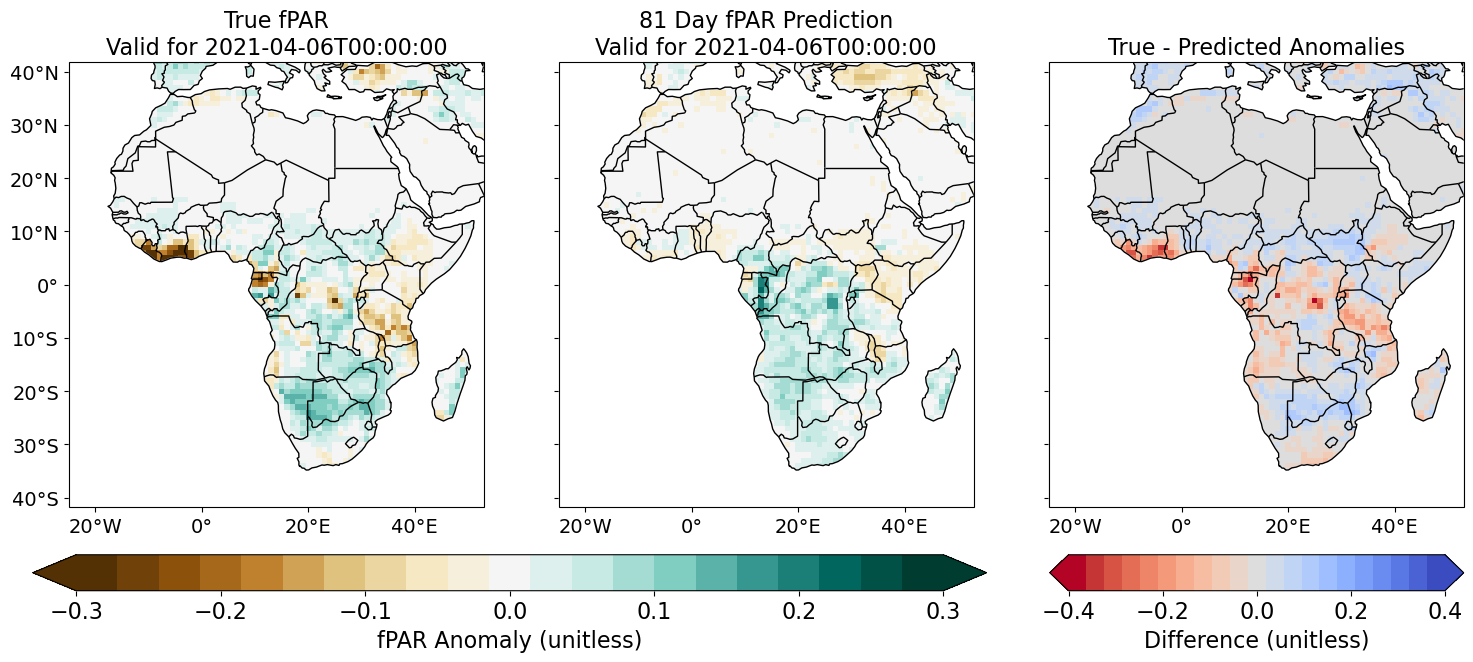 True fPAR
Valid for 2021-04-06T00:00:00
81 Day fPAR Prediction
Valid for 2021-04-06T00:00:00
True - Predicted Anomalies
40°N
30°N
20°N
10°N
0°
10°S
20°S
30°S
40°S
20°W 0° 20°E 40°E
20°W 0° 20°E 40°E
20°W 0° 20°E 40°E
−0.3 −0.2 −0.1 0.0 0.1 0.2 0.3
fPAR Anomaly (unitless)
−0.4 −0.2 0.0 0.2 0.4
Difference (unitless)